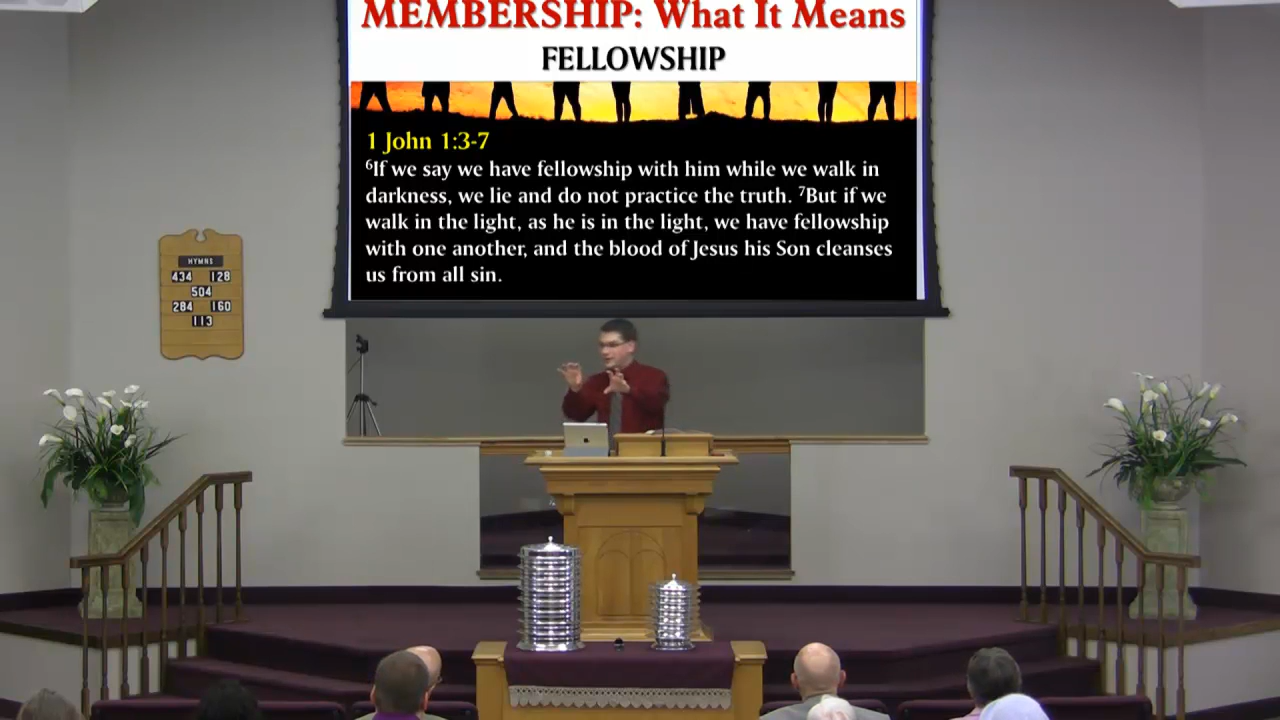 MEMBERSHIP: What It Means
FELLOWSHIP
1 John 1:3-7
⁶If we say we have fellowship with him while we walk in
darkness, we lie and do not practice the truth. ⁷But if we
walk in the light, as he is in the light, we have fellowship
with one another, and the blood of Jesus his Son cleanses
us from all sin.
HYMNS
434 128
504
284 160
113